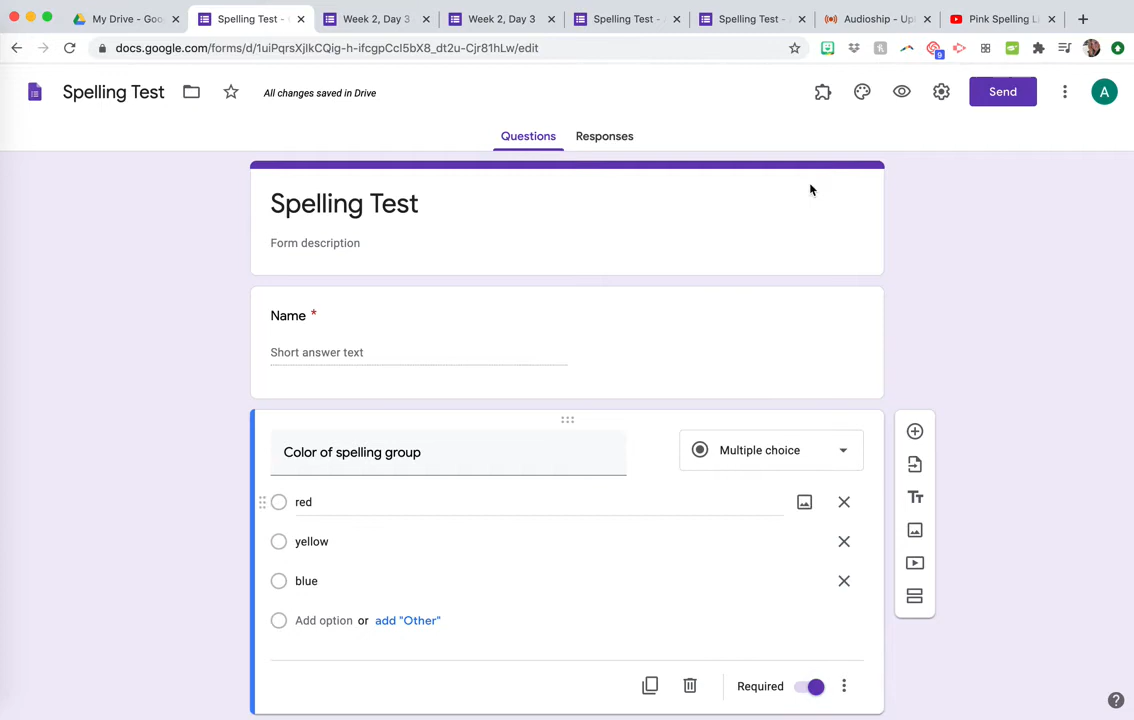 My Drive - Goo
Spelling Test -
Week 2, Day 3
Week 2, Day 3
Spelling Test -
Spelling Test -
Audioship - Up
Pink Spelling Li
docs.google.com/forms/d/1uiPqrsXjlkCQig-h-ifcgpCcl5bX8_dt2u-Cjr81hLw/edit
9
Spelling Test
All changes saved in Drive
Send
A
Questions
Responses
Spelling Test
Form description
Name *
Short answer text
Color of spelling group
Multiple choice
red
yellow
blue
Add option or add "Other"
Required